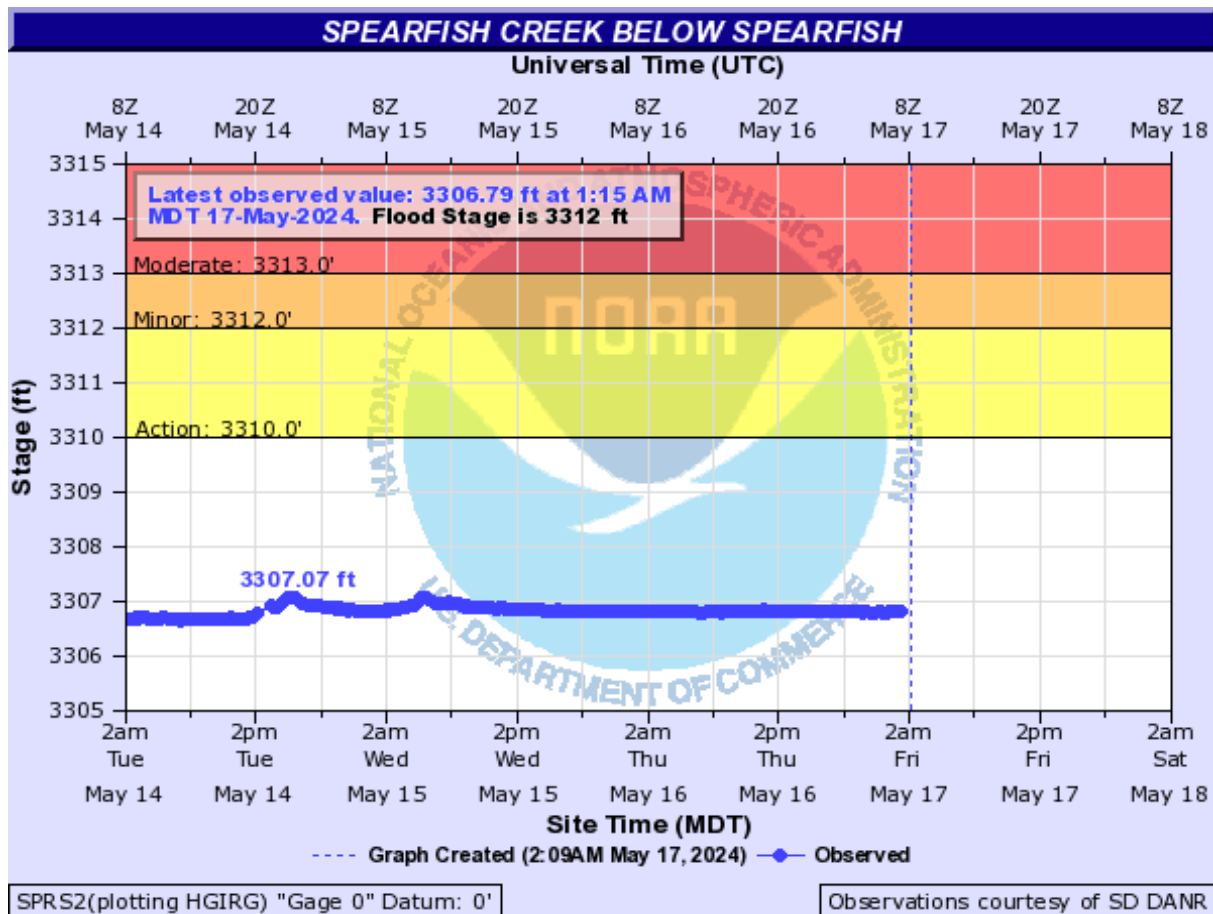 SPEARFISH CREEK BELOW SPEARFISH
Universal Time (UTC)
8Z 20Z 8Z 20Z 8Z 20Z 8Z 20Z 8Z
May 14 May 14 May 15 May 15 May 16 May 16 May 17 May 17 May 18
3315
Latest observed value: 3306.79 ft at 1:15 AM
MDT 17-May-2024. Flood Stage is 3312 ft
3314
Moderate: 3313.0'
3313
Minor: 3312.0'
3312
3311
Action: 3310.0'
3310
3309
3308
3307.07 ft
3307
3306
3305
Stage (ft)
NATIONAL OCEANIC AND ATMOSPHERIC ADMINISTRATION
NOAA
U.S. DEPARTMENT OF COMMERCE
2am 2pm 2am 2pm 2am 2pm 2am 2pm 2am
Tue Tue Wed Wed Thu Thu Fri Fri Sat
May 14 May 14 May 15 May 15 May 16 May 16 May 17 May 17 May 18
Site Time (MDT)
Graph Created (2:09AM May 17, 2024) Observed
SPRS2(plotting HGIRG) "Gage 0" Datum: 0' Observations courtesy of SD DANR